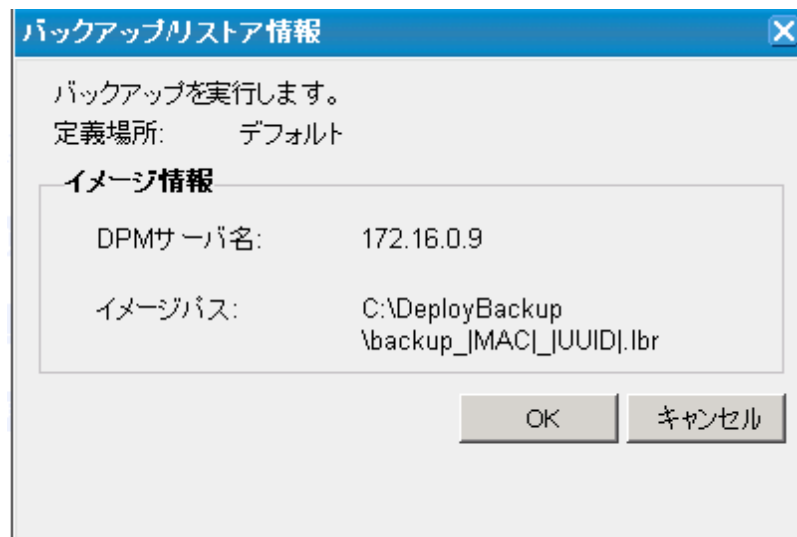 バックアップ/リストア情報
バックアップを実行します。
定義場所: デフォルト
イメージ情報
DPMサーバ名: 172.16.0.9
イメージパス: C:\DeployBackup
\backup_|MAC|_|UUID|.lbr
OK キャンセル